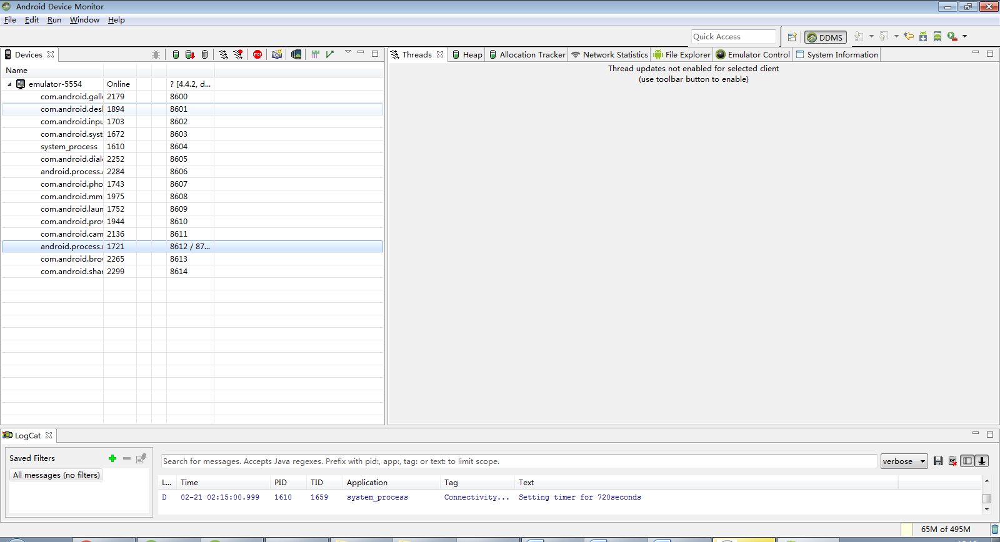 Android Device Monitor
File Edit Run Window Help
Quick Access
DDMS
Devices
Threads Heap Allocation Tracker Network Statistics File Explorer Emulator Control System Information
Name
Thread updates not enabled for selected client
(use toolbar button to enable)
emulator-5554 Online ? [4.4.2, d...
com.android.gall 2179 8600
com.android.des 1894 8601
com.android.inpu 1703 8602
com.android.syst 1672 8603
system_process 1610 8604
com.android.dial 2252 8605
android.process.a 2284 8606
com.android.pho 1743 8607
com.android.mm 1975 8608
com.android.laun 1752 8609
com.android.prov 1944 8610
com.android.cam 2136 8611
android.process. 1721 8612 / 87...
com.android.brov 2265 8613
com.android.shar 2299 8614
LogCat
Saved Filters
All messages (no filters)
Search for messages. Accepts Java regexes. Prefix with pid:, app:, tag: or text: to limit scope.
verbose
L... Time PID TID Application Tag Text
D 02-21 02:15:00.999 1610 1659 system_process Connectivity... Setting timer for 720seconds
65M of 495M